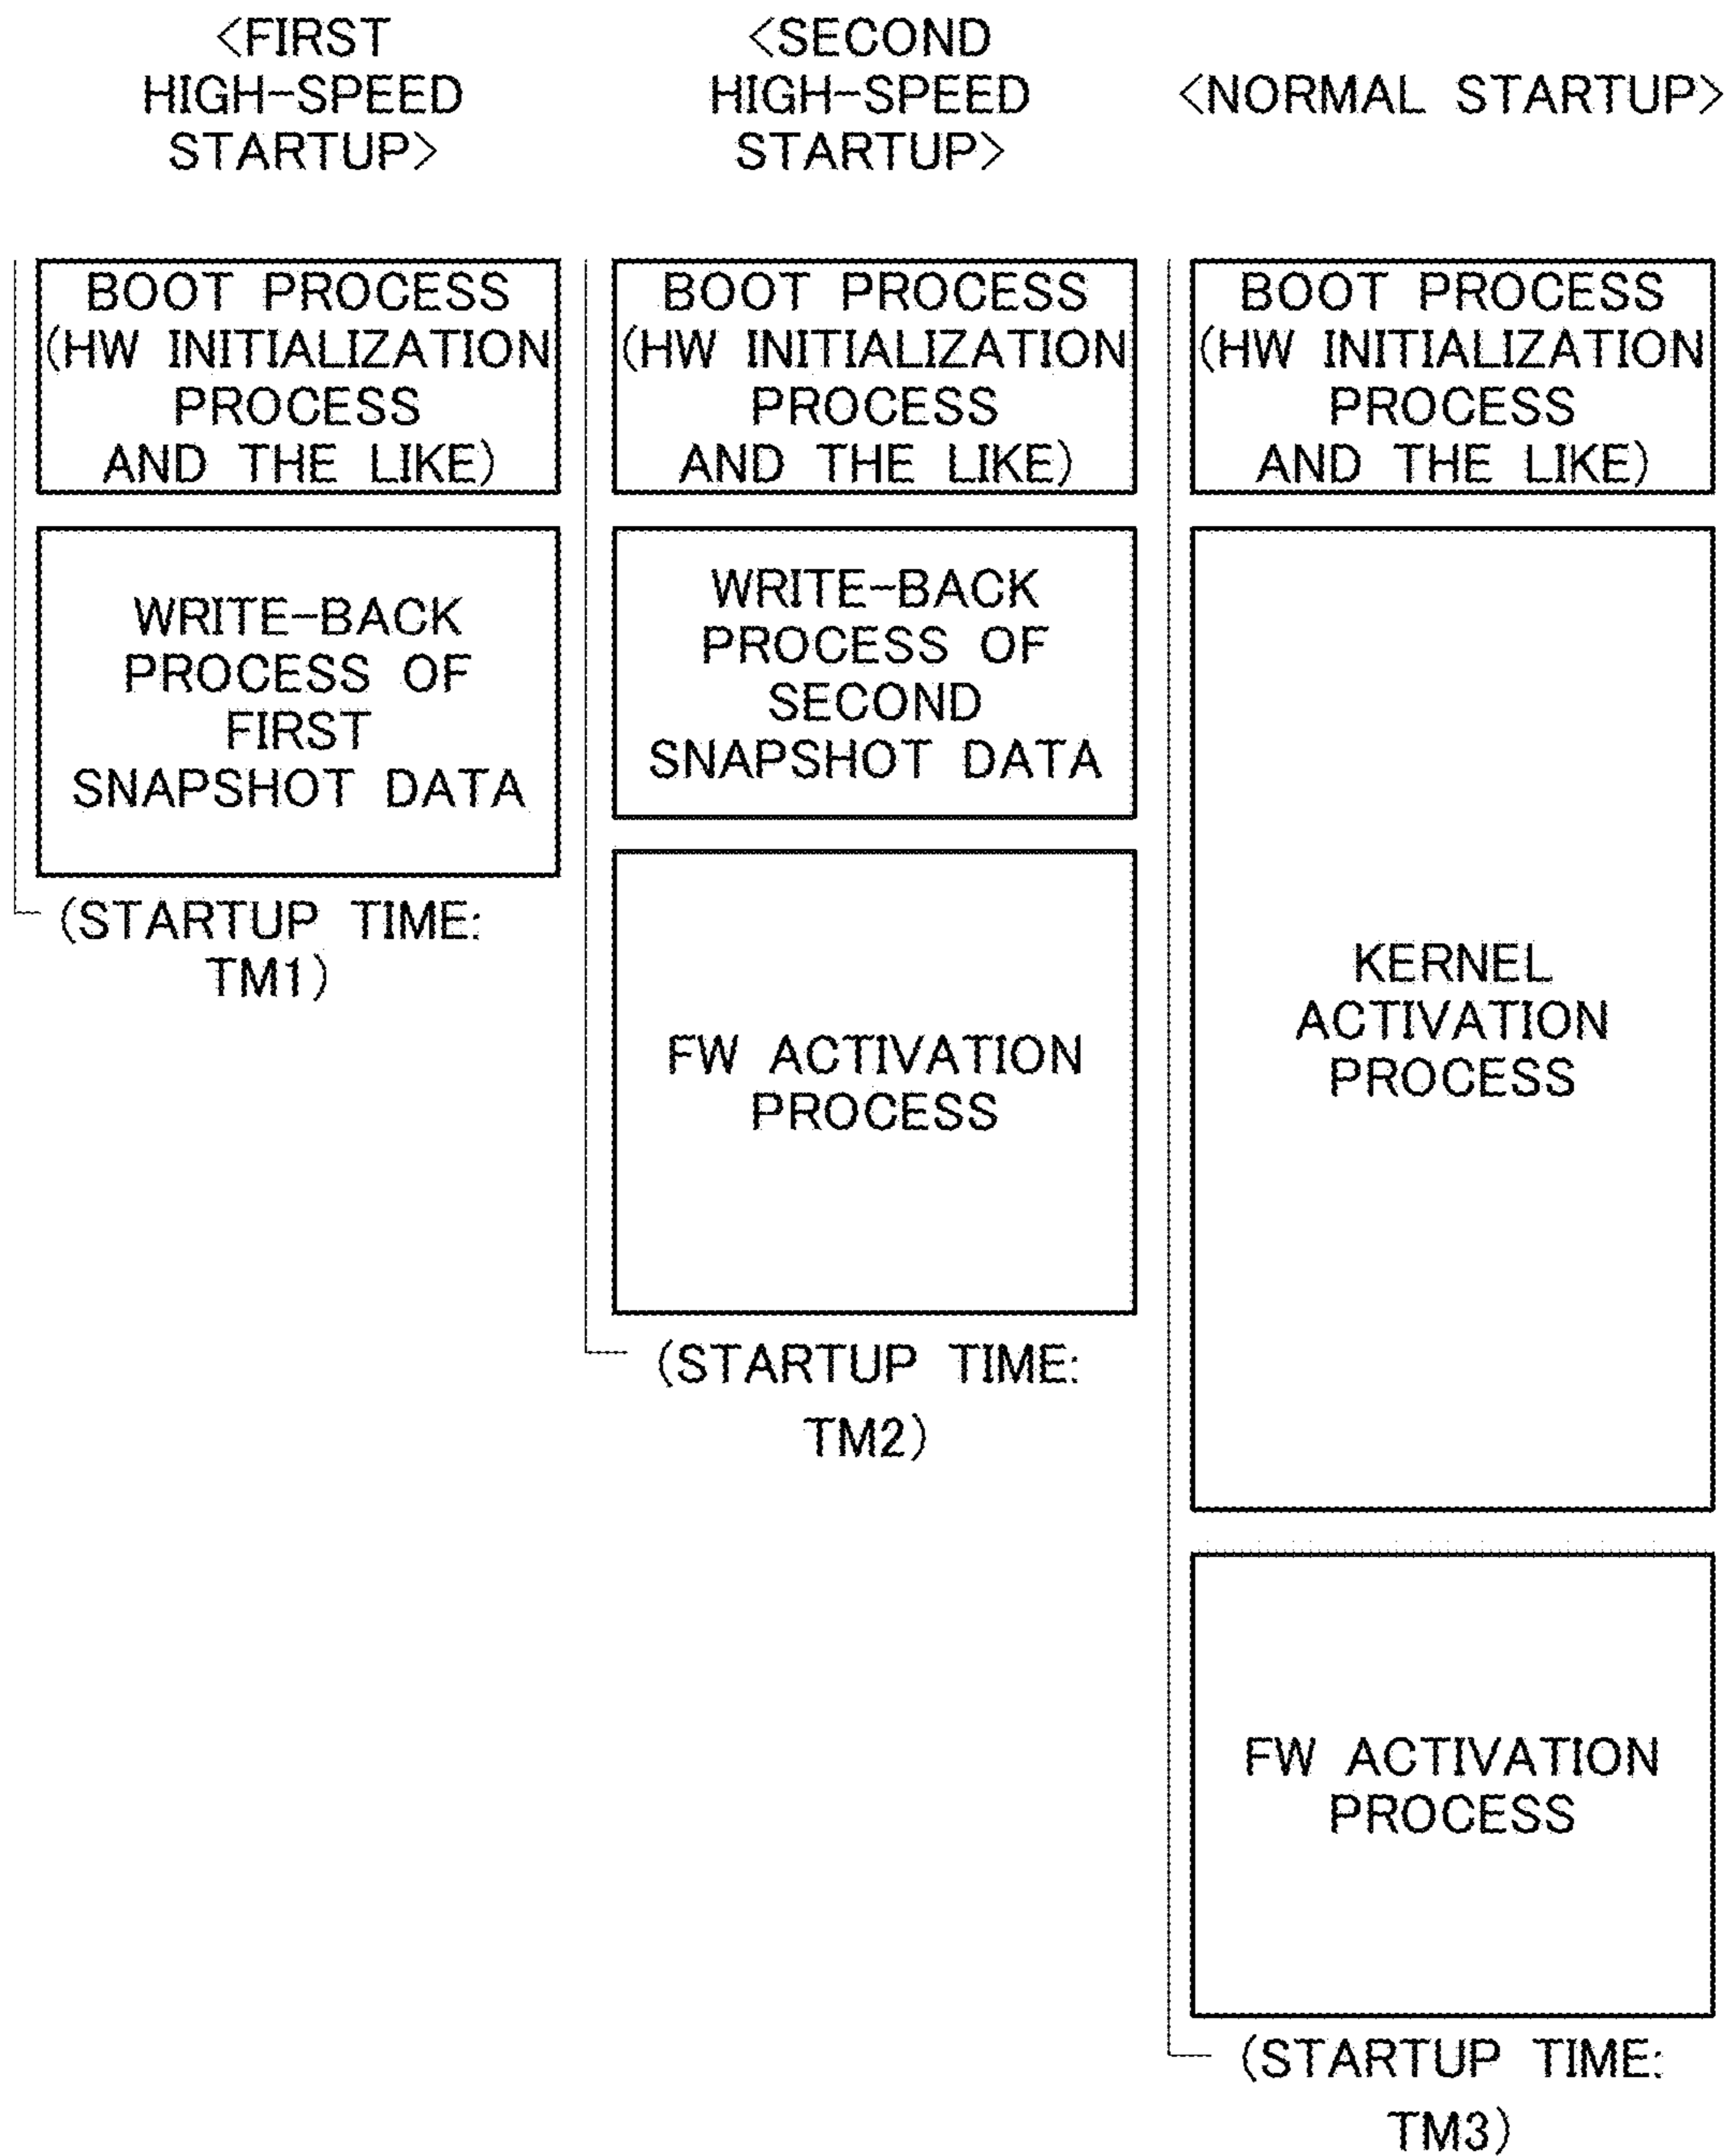 <FIRST
HIGH-SPEED
STARTUP>
BOOT PROCESS
(HW INITIALIZATION
PROCESS
AND THE LIKE)
WRITE-BACK
PROCESS OF
FIRST
SNAPSHOT DATA
(STARTUP TIME:
TM1)
<SECOND
HIGH-SPEED
STARTUP>
BOOT PROCESS
(HW INITIALIZATION
PROCESS
AND THE LIKE)
WRITE-BACK
PROCESS OF
SECOND
SNAPSHOT DATA
FW ACTIVATION
PROCESS
(STARTUP TIME:
TM2)
<NORMAL STARTUP>
BOOT PROCESS
(HW INITIALIZATION
PROCESS
AND THE LIKE)
KERNEL
ACTIVATION
PROCESS
FW ACTIVATION
PROCESS
(STARTUP TIME:
TM3)